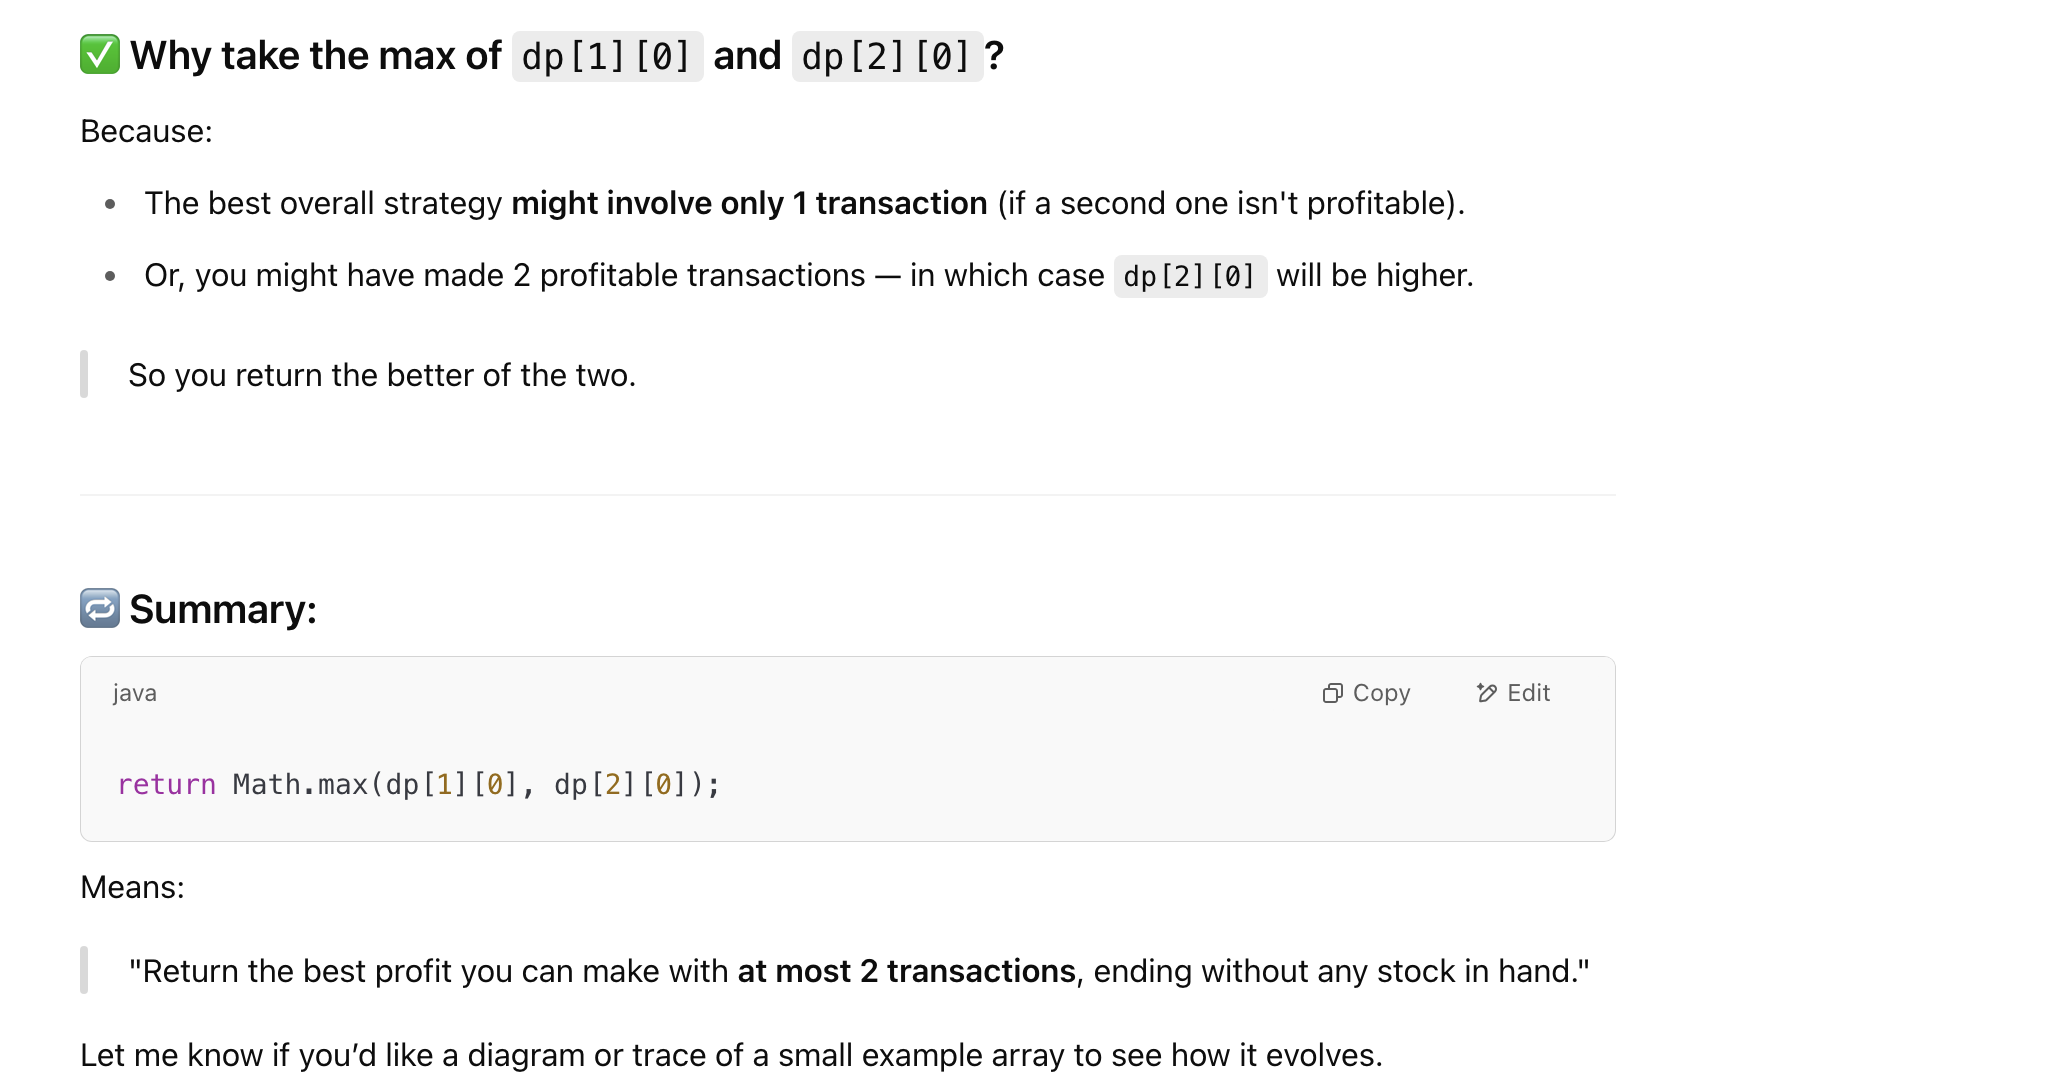 ✅ Why take the max of dp[1][0] and dp[2][0]?
Because:
• The best overall strategy might involve only 1 transaction (if a second one isn't profitable).
• Or, you might have made 2 profitable transactions — in which case dp[2][0] will be higher.
So you return the better of the two.
🔁 Summary:
java Copy Edit
return Math.max(dp[1][0], dp[2][0]);
Means:
"Return the best profit you can make with at most 2 transactions, ending without any stock in hand."
Let me know if you’d like a diagram or trace of a small example array to see how it evolves.